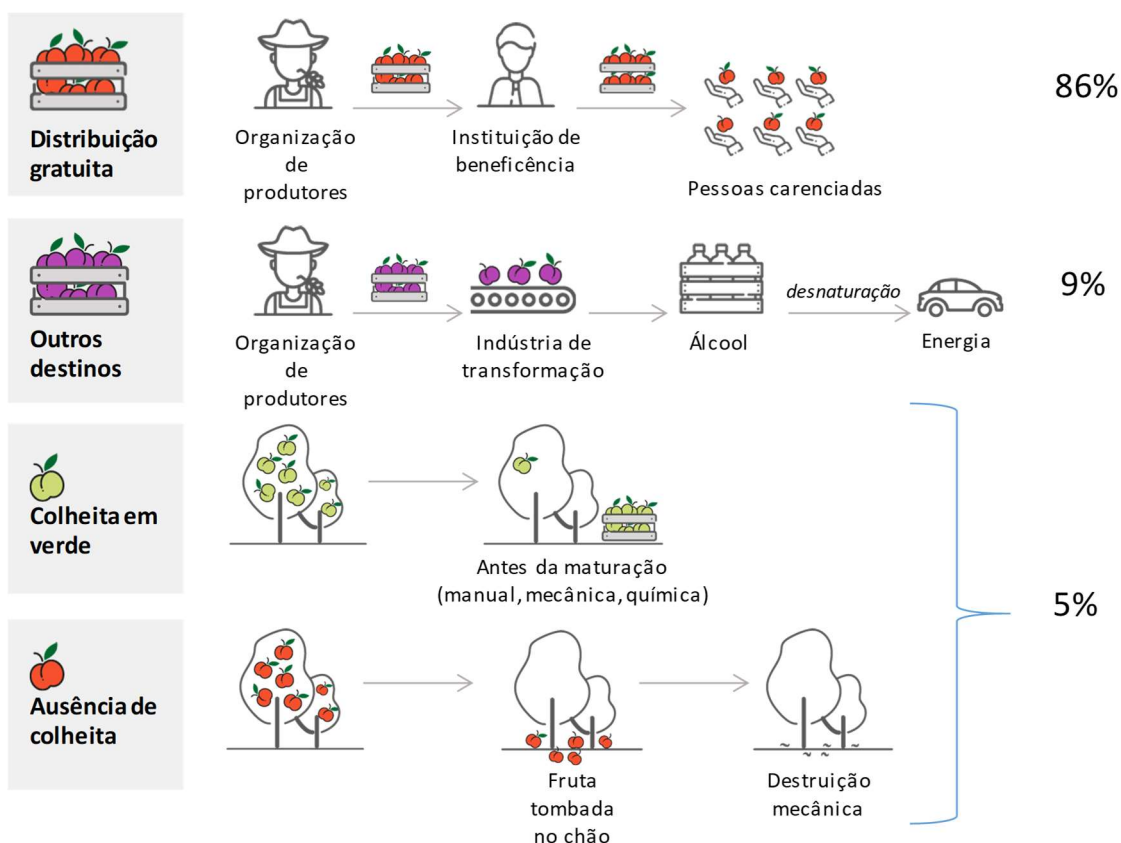 Distribuição
gratuita
Organização
de
produtores
Instituição de
beneficência
Pessoas carenciadas
86%
Outros
destinos
Organização
de
produtores
Indústria de
transformação
Álcool
desnaturação
Energia
9%
Colheita em
verde
Antes da maturação
(manual, mecânica, química)
5%
Ausência de
colheita
Fruta
tombada
no chão
Destruição
mecânica